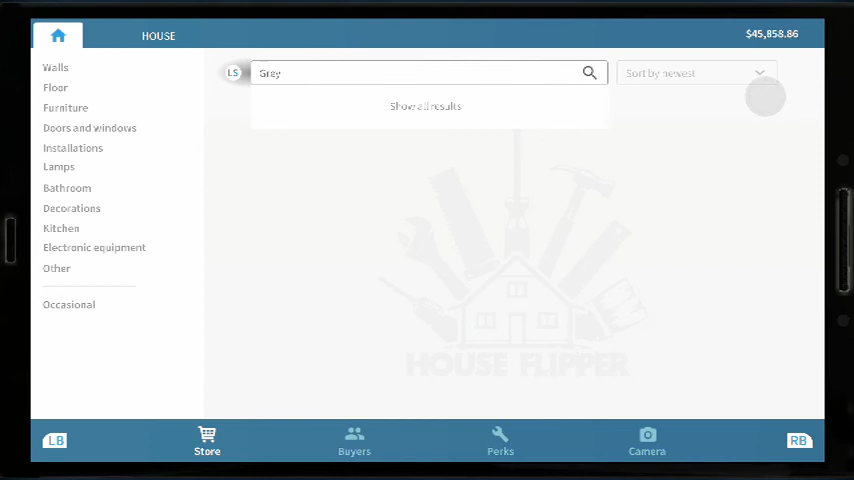 HOUSE
$45,858.86
Walls
Floor
Furniture
Doors and windows
Installations
Lamps
Bathroom
Decorations
Kitchen
Electronic equipment
Other
Occasional
LS
Grey
Sort by newest
Show all results
HOUSE FLIPPER
LB
Store
Buyers
Perks
Camera
RB